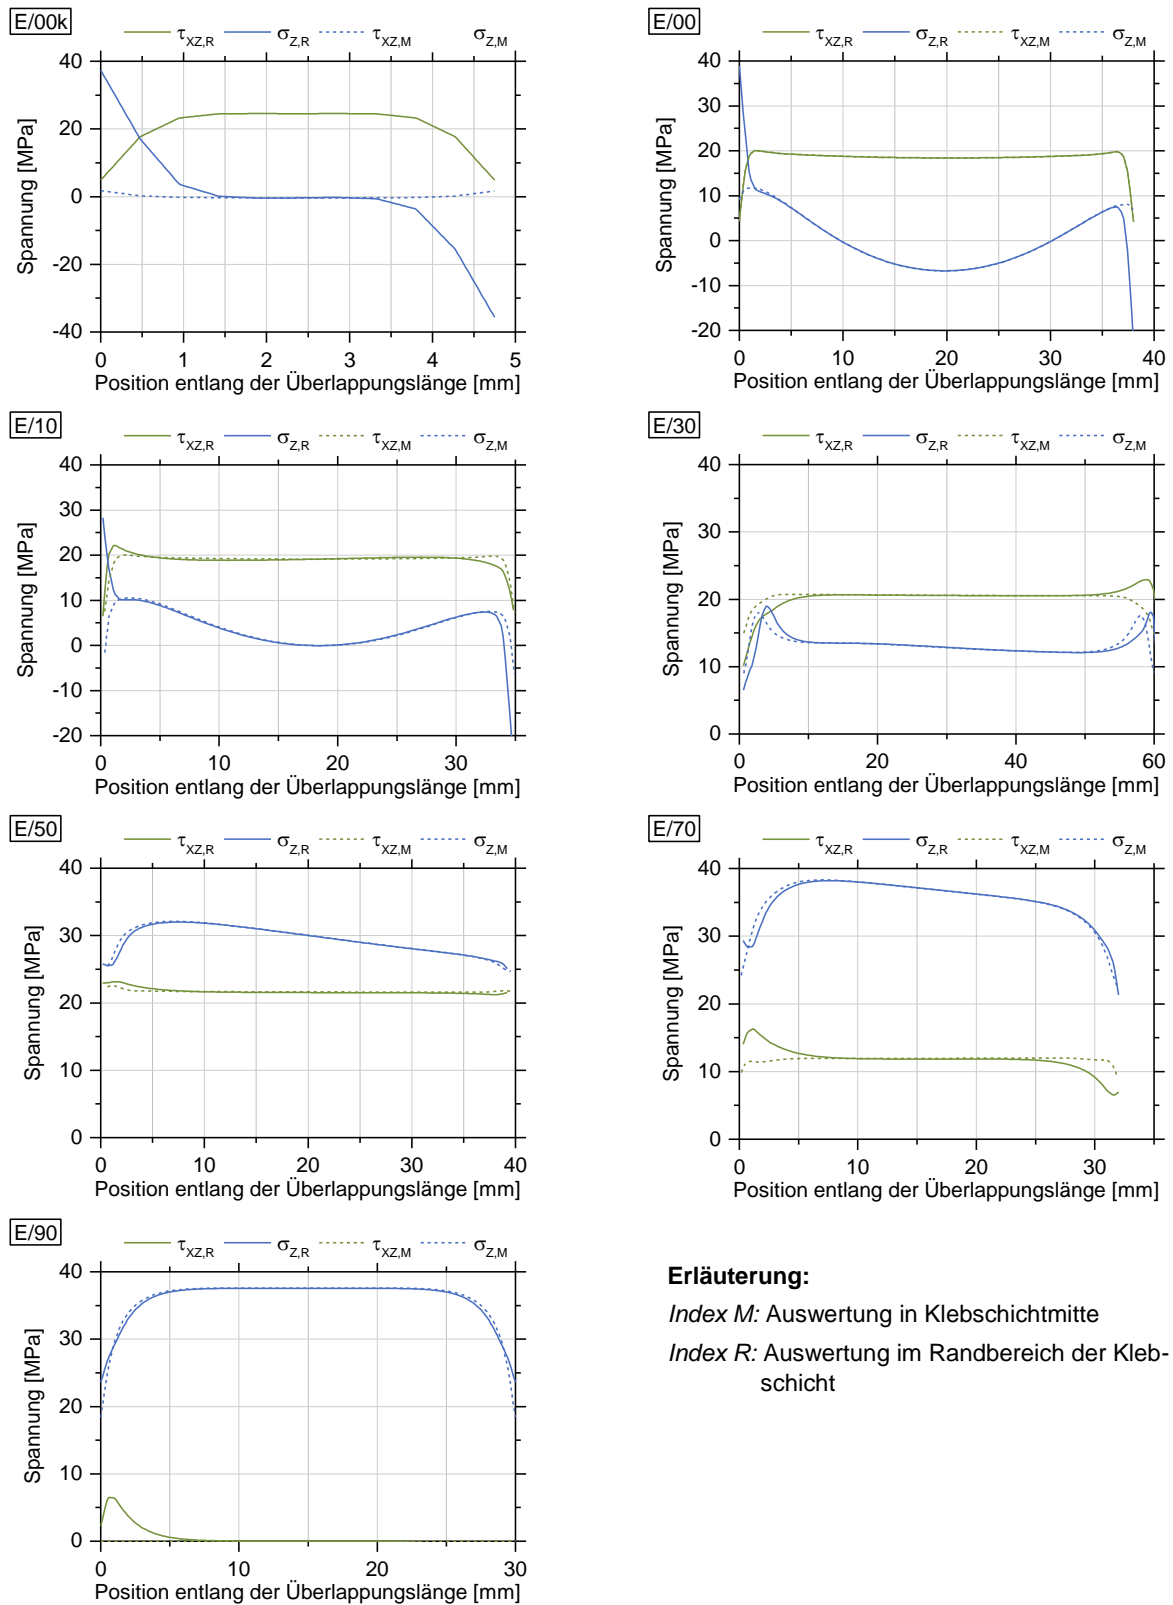 E/00k
τXZ,R σZ,R τXZ,M σZ,M
40
20
0
-20
-40
Spannung [MPa]
0 1 2 3 4 5
Position entlang der Überlappungslänge [mm]
E/00
τXZ,R σZ,R τXZ,M σZ,M
40
30
20
10
0
-10
-20
Spannung [MPa]
0 10 20 30 40
Position entlang der Überlappungslänge [mm]
E/10
τXZ,R σZ,R τXZ,M σZ,M
40
30
20
10
0
-10
-20
Spannung [MPa]
0 10 20 30
Position entlang der Überlappungslänge [mm]
E/30
τXZ,R σZ,R τXZ,M σZ,M
40
30
20
10
0
Spannung [MPa]
0 20 40 60
Position entlang der Überlappungslänge [mm]
E/50
τXZ,R σZ,R τXZ,M σZ,M
40
30
20
10
0
Spannung [MPa]
0 10 20 30 40
Position entlang der Überlappungslänge [mm]
E/70
τXZ,R σZ,R τXZ,M σZ,M
40
30
20
10
0
Spannung [MPa]
0 10 20 30
Position entlang der Überlappungslänge [mm]
E/90
τXZ,R σZ,R τXZ,M σZ,M
40
30
20
10
0
Spannung [MPa]
0 10 20 30
Position entlang der Überlappungslänge [mm]
Erläuterung:
Index M: Auswertung in Klebschichtmitte
Index R: Auswertung im Randbereich der Kleb-
schicht